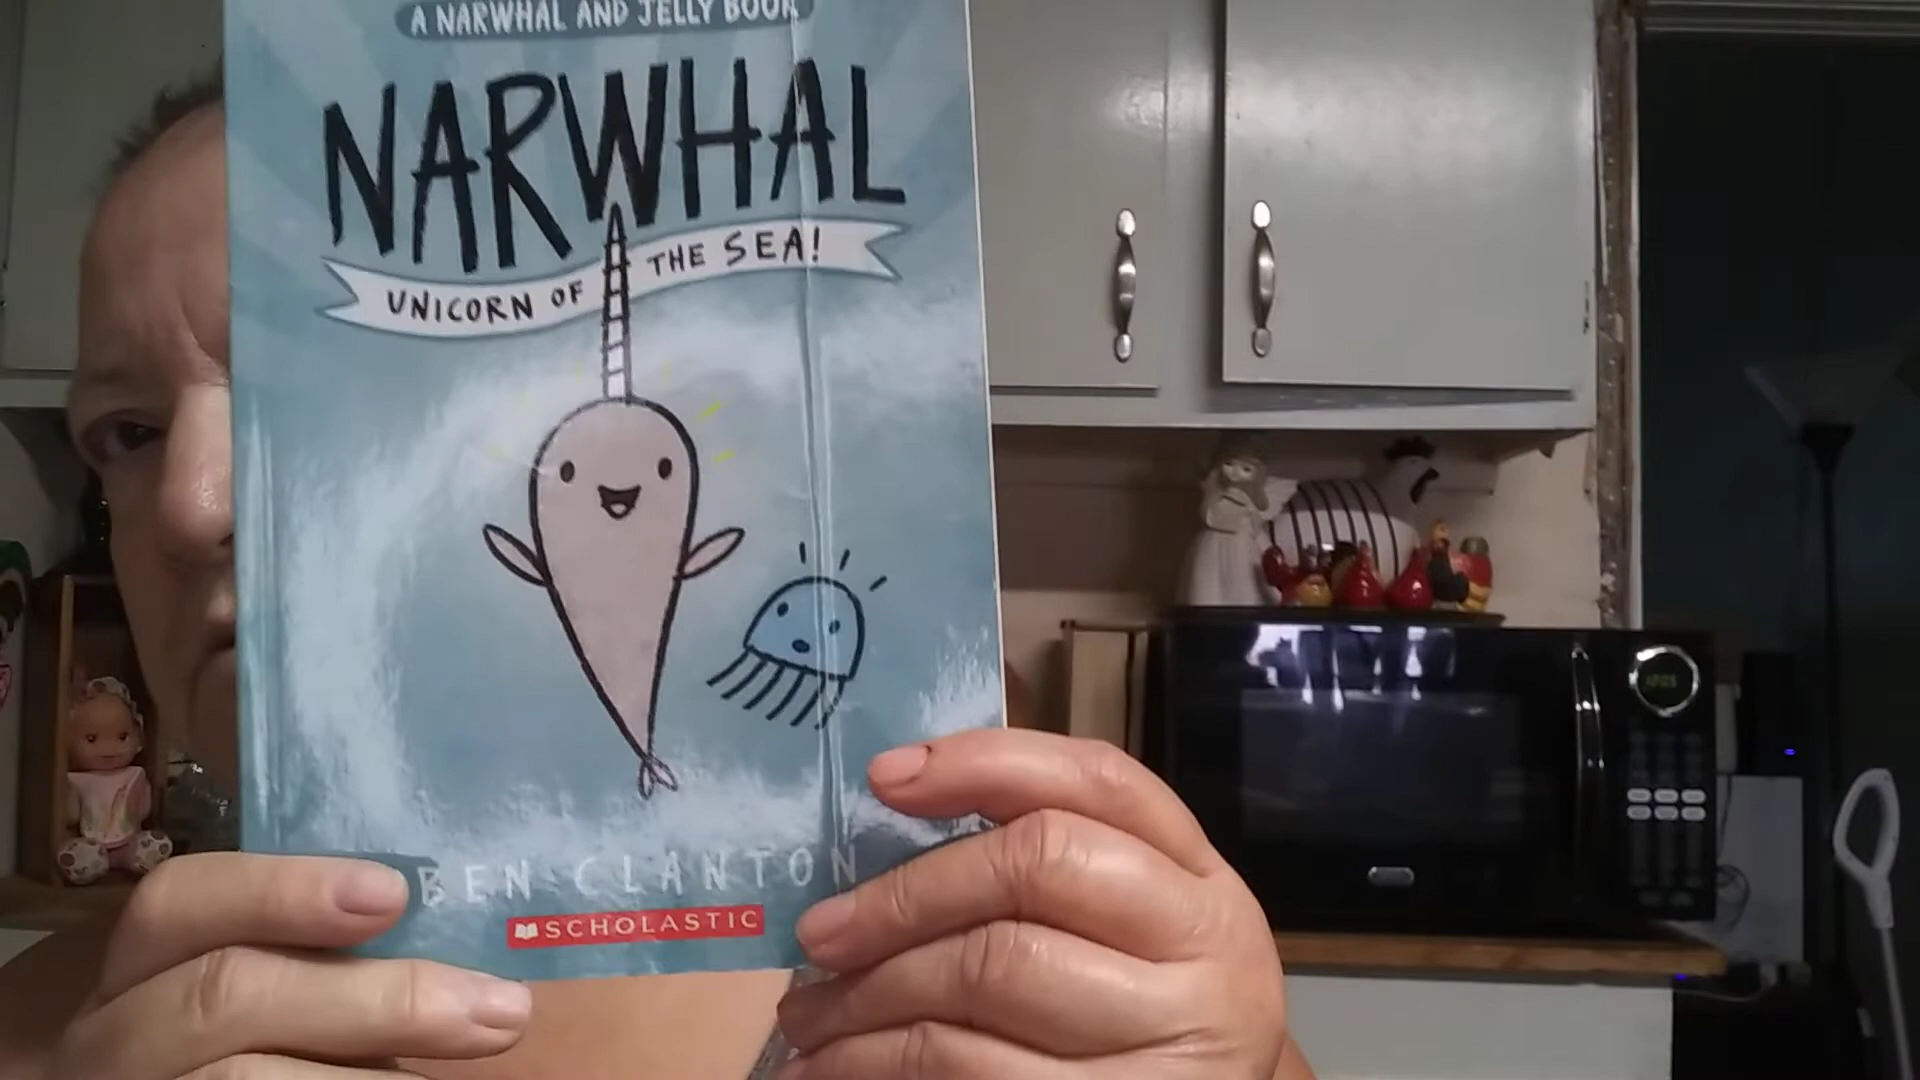 A NARWHAL AND JELLY BOOK
NARWHAL
UNICORN OF THE SEA!
BEN CLANTON
SCHOLASTIC